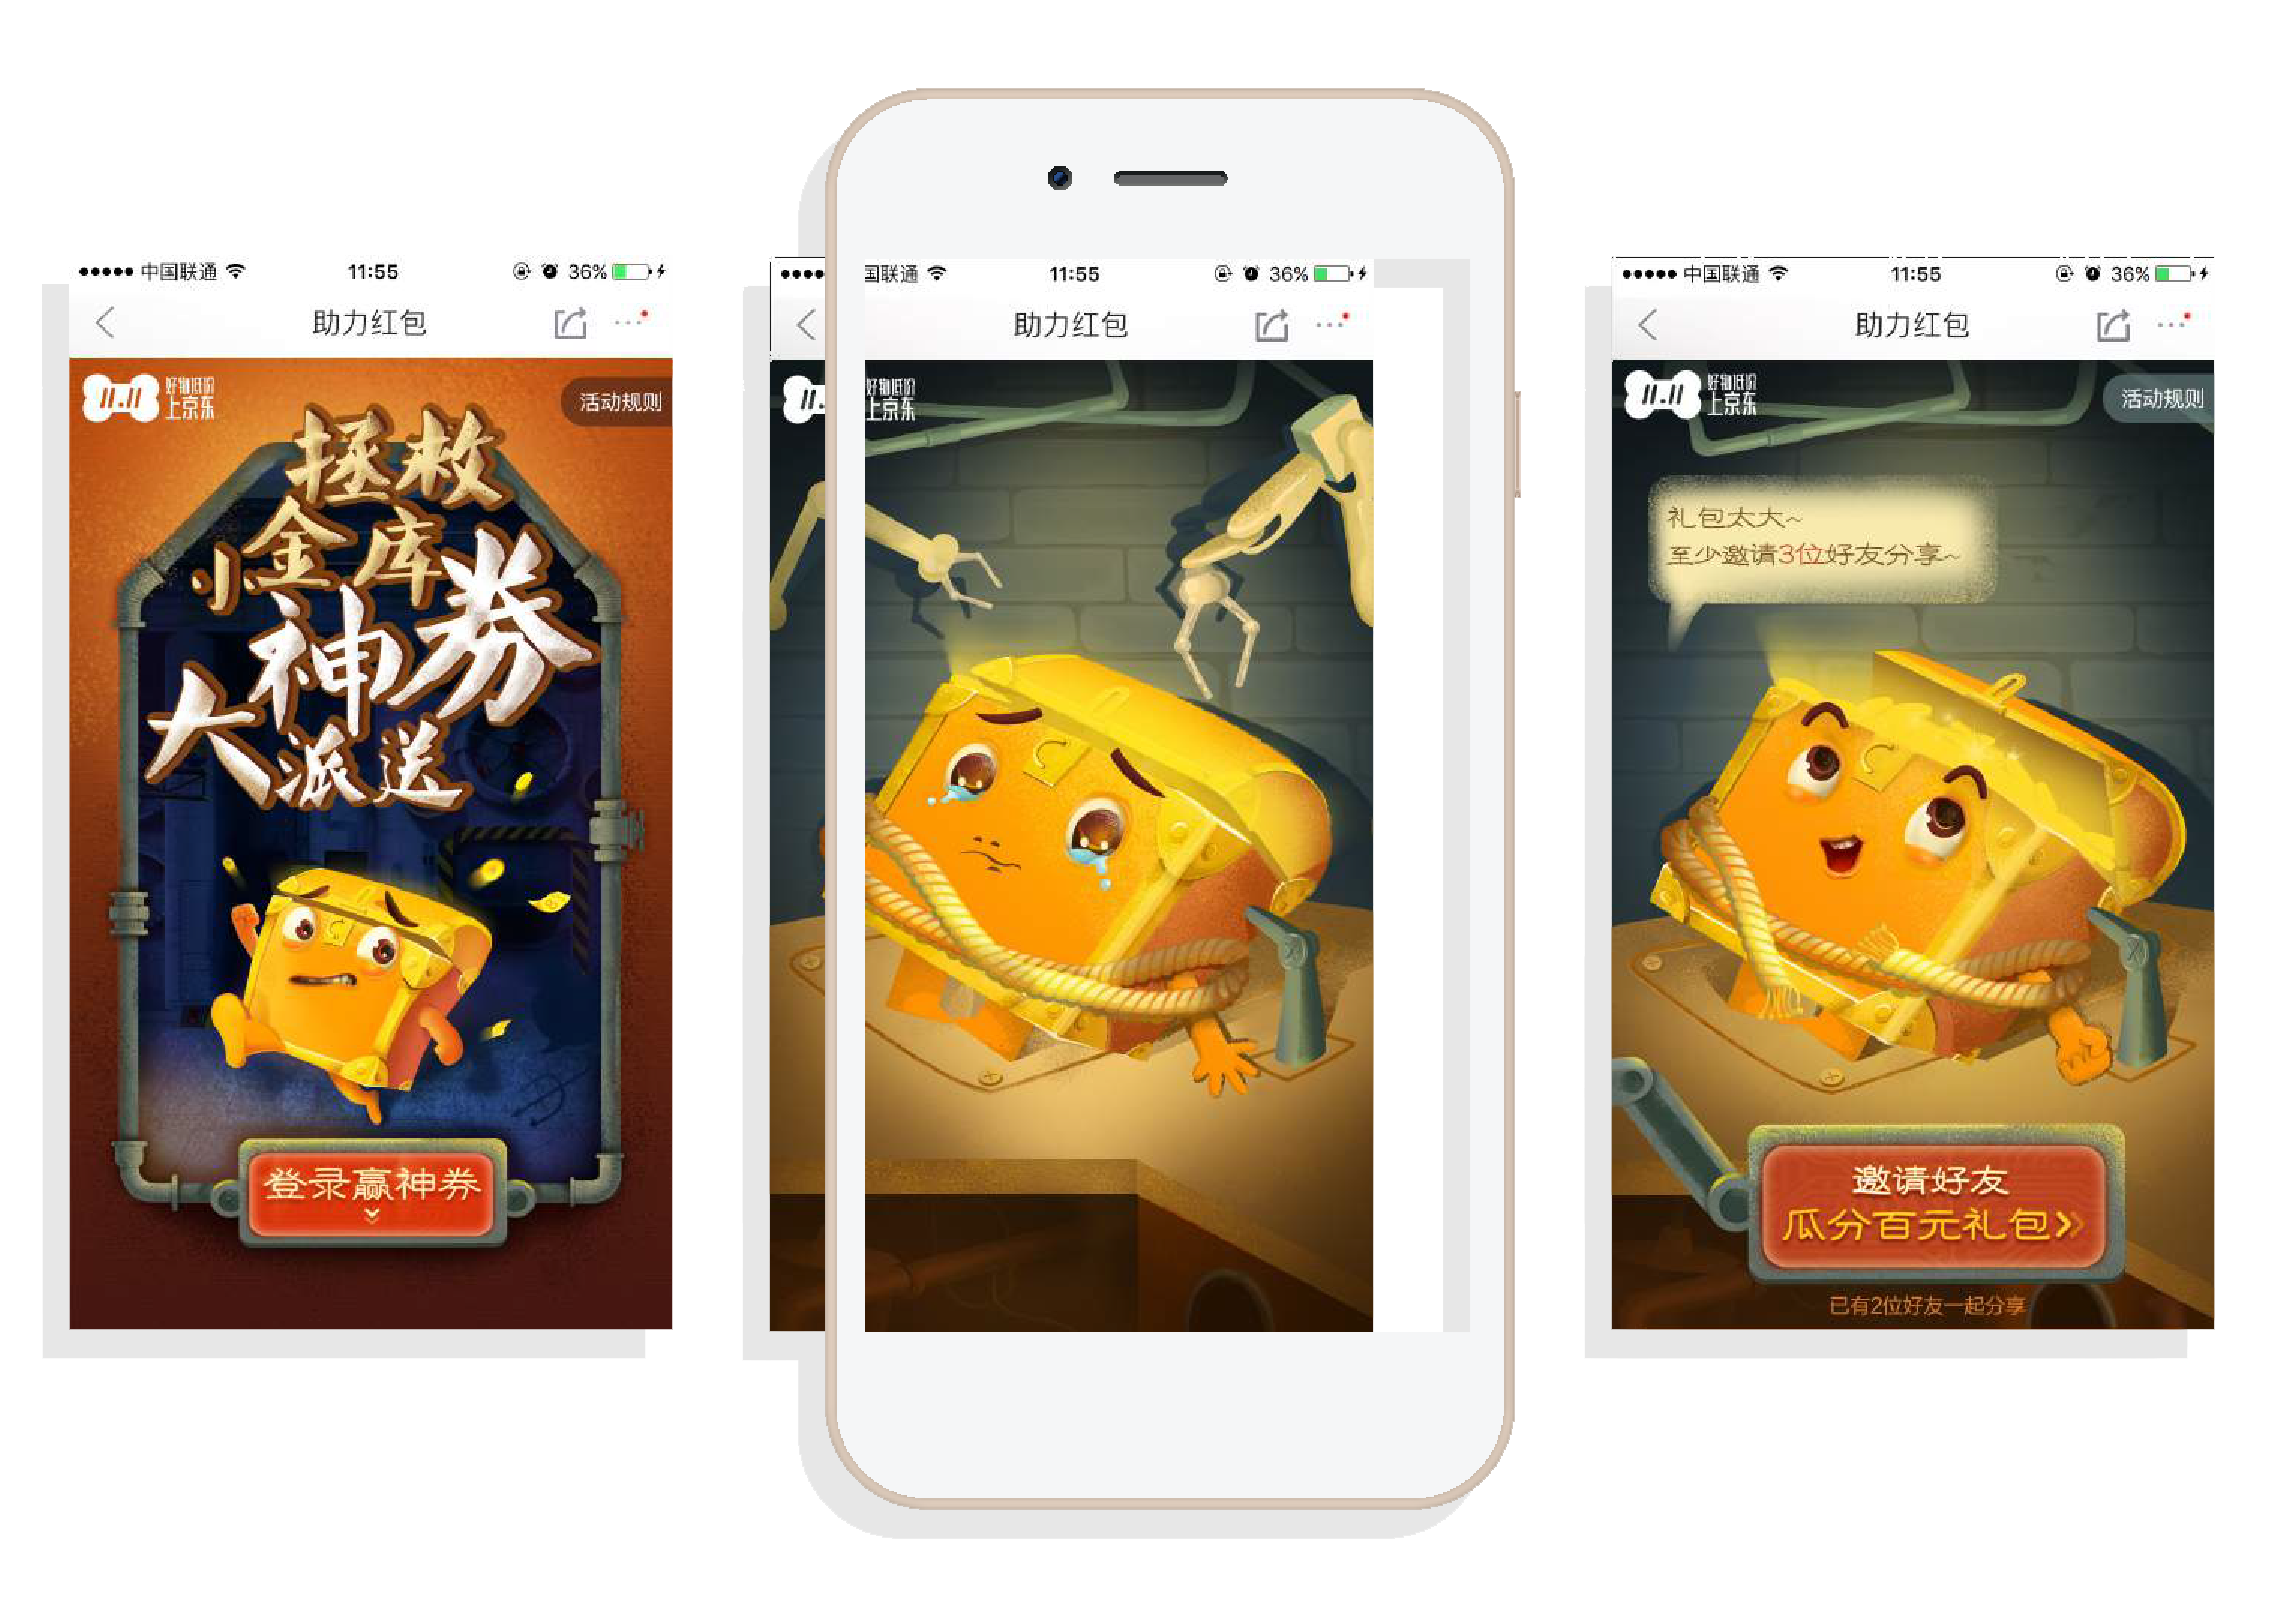 中国联通
11:55
36%
助力红包
11.11
好物低价
上京东
活动规则
拯救
小金库
神券
大派送
登录赢神券
国联通
11:55
36%
助力红包
11.
好物低价
上京东
中国联通
11:55
36%
助力红包
11.11
好物低价
上京东
活动规则
礼包太大~
至少邀请3位好友分享~
邀请好友
瓜分百元礼包
已有2位好友一起分享